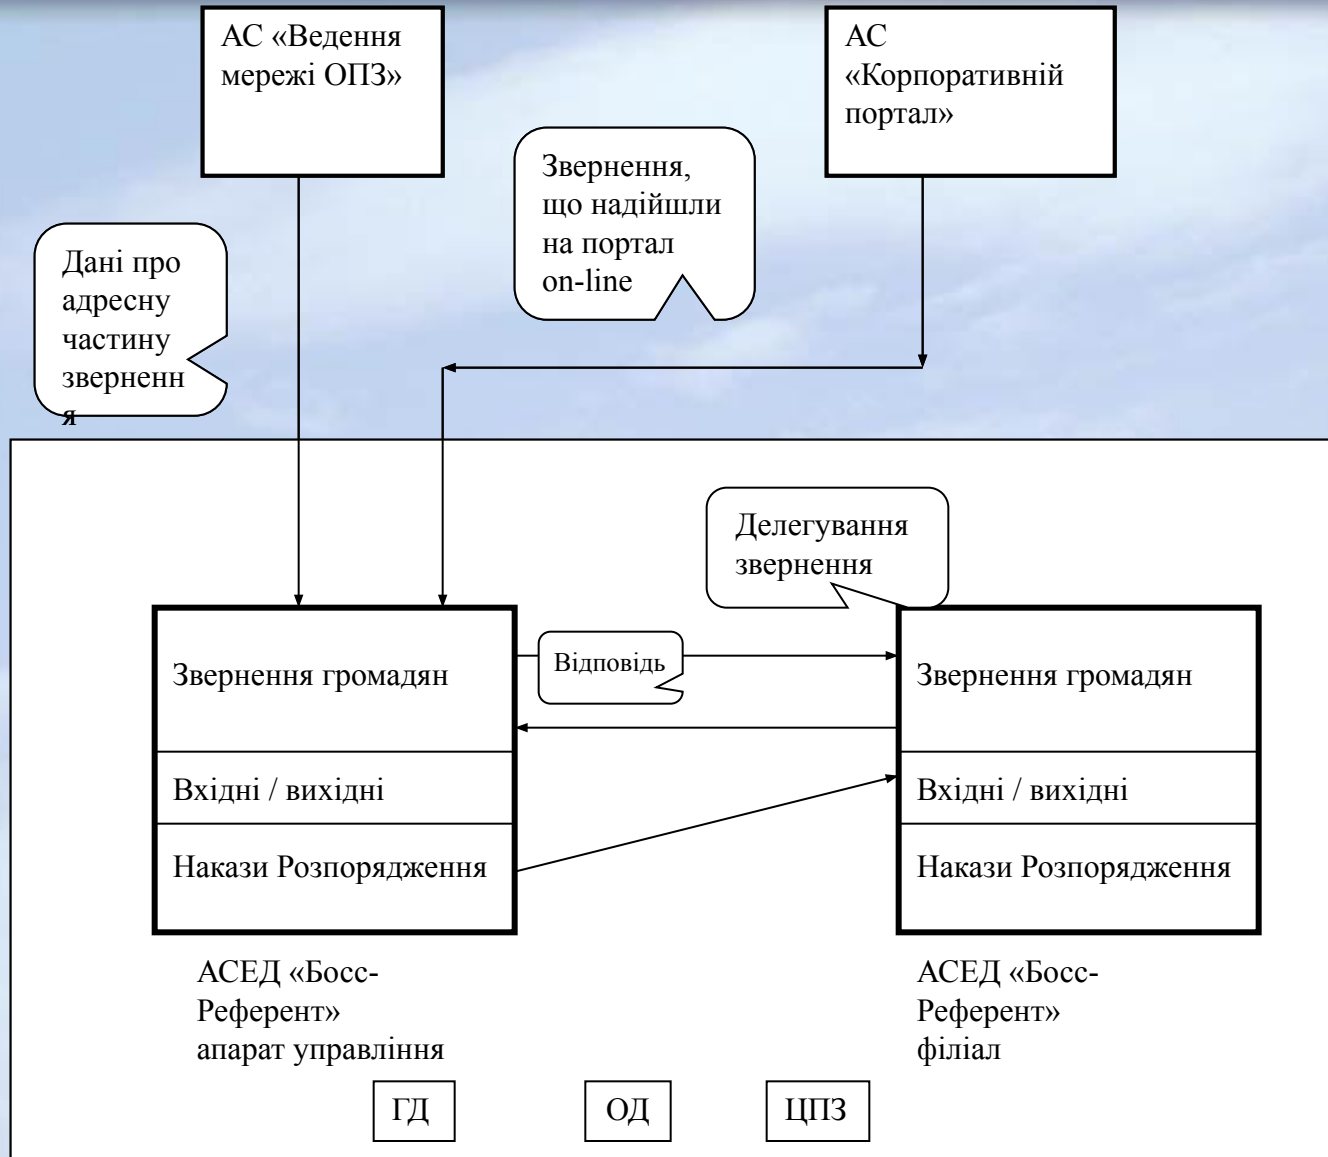 АС «Ведення
мережі ОПЗ»
АС
«Корпоративній
портал»
Звернення,
що надійшли
на портал
on-line
Дані про
адресну
частину
зверненн
я
Делегування
звернення
Звернення громадян
Відповідь
Звернення громадян
Вхідні / вихідні
Вхідні / вихідні
Накази Розпорядження
Накази Розпорядження
АСЕД «Босс-
Референт»
апарат управління
АСЕД «Босс-
Референт»
філіал
ГД
ОД
ЦПЗ